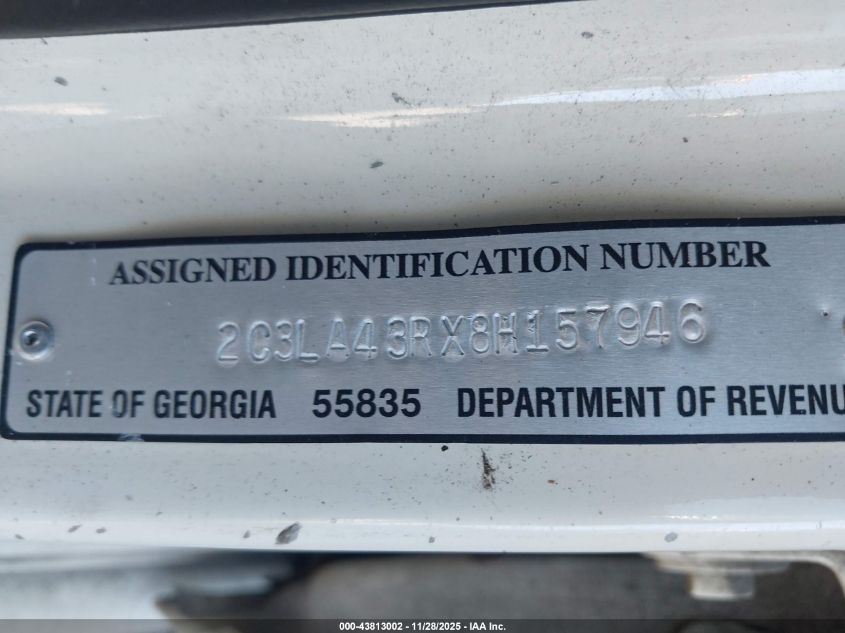 ASSIGNED IDENTIFICATION NUMBER
2C3LA43RX8H157946
STATE OF GEORGIA 55835 DEPARTMENT OF REVENU
000-43813002 - 11/28/2025 - IAA Inc.